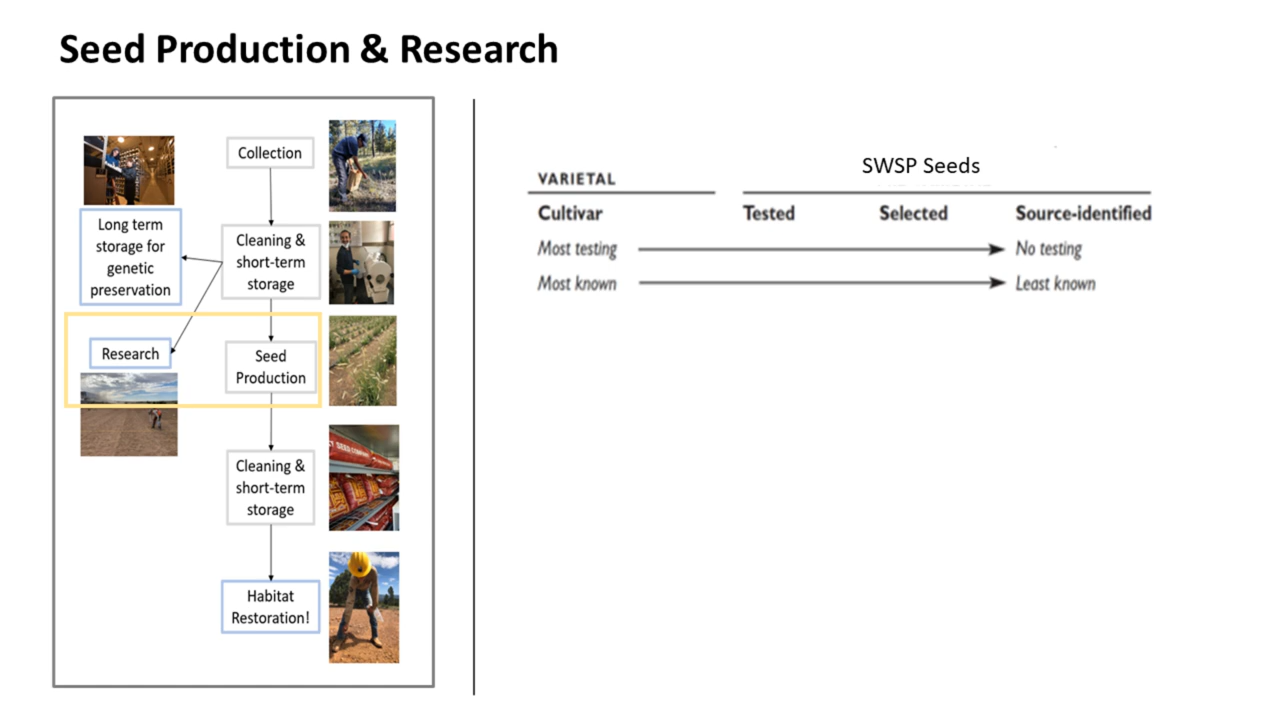 Seed Production & Research
Collection
Long term
storage for
genetic
preservation
Cleaning &
short-term
storage
Research
Seed
Production
Cleaning &
short-term
storage
Habitat
Restoration!
SWSP Seeds
VARIETAL
Cultivar Tested Selected Source-identified
Most testing No testing
Most known Least known